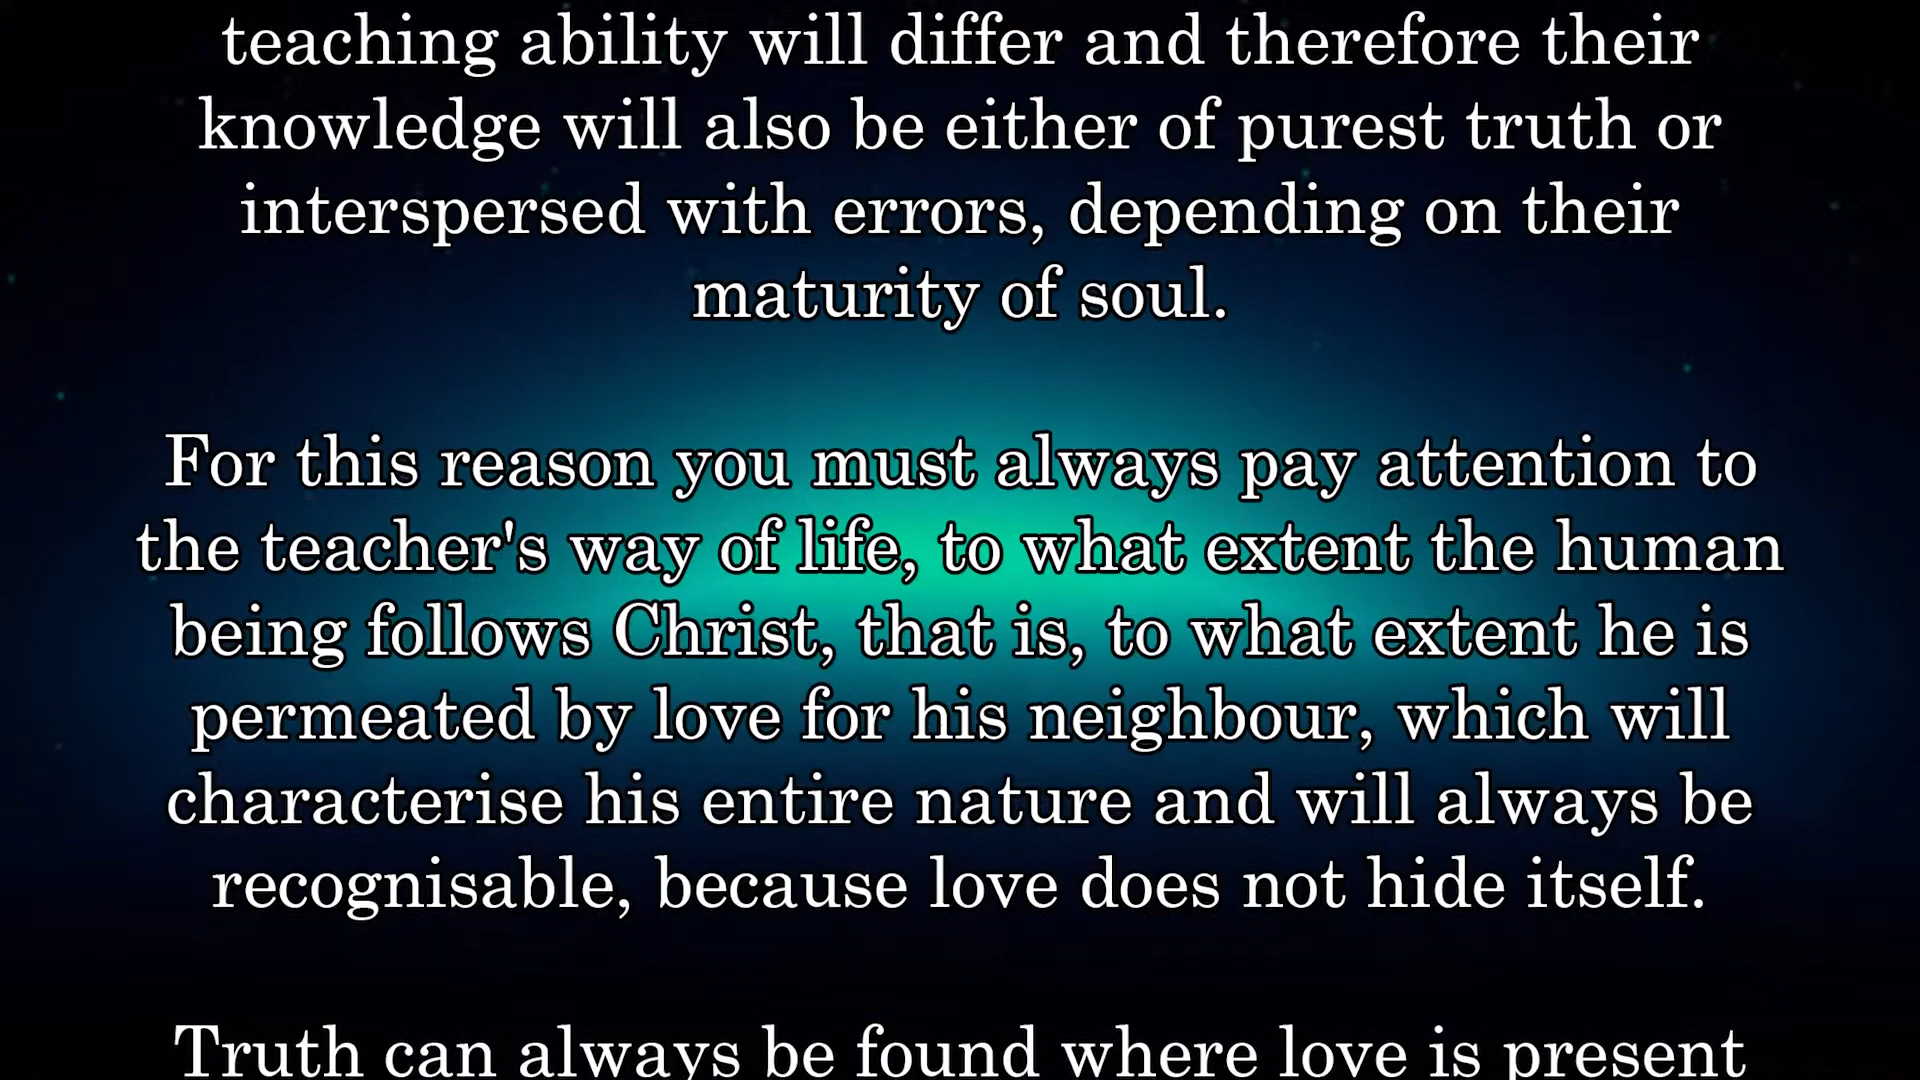 teaching ability will differ and therefore their
knowledge will also be either of purest truth or
interspersed with errors, depending on their
maturity of soul.
For this reason you must always pay attention to
the teacher's way of life, to what extent the human
being follows Christ, that is, to what extent he is
permeated by love for his neighbour, which will
characterise his entire nature and will always be
recognisable, because love does not hide itself.
Truth can always be found where love is present